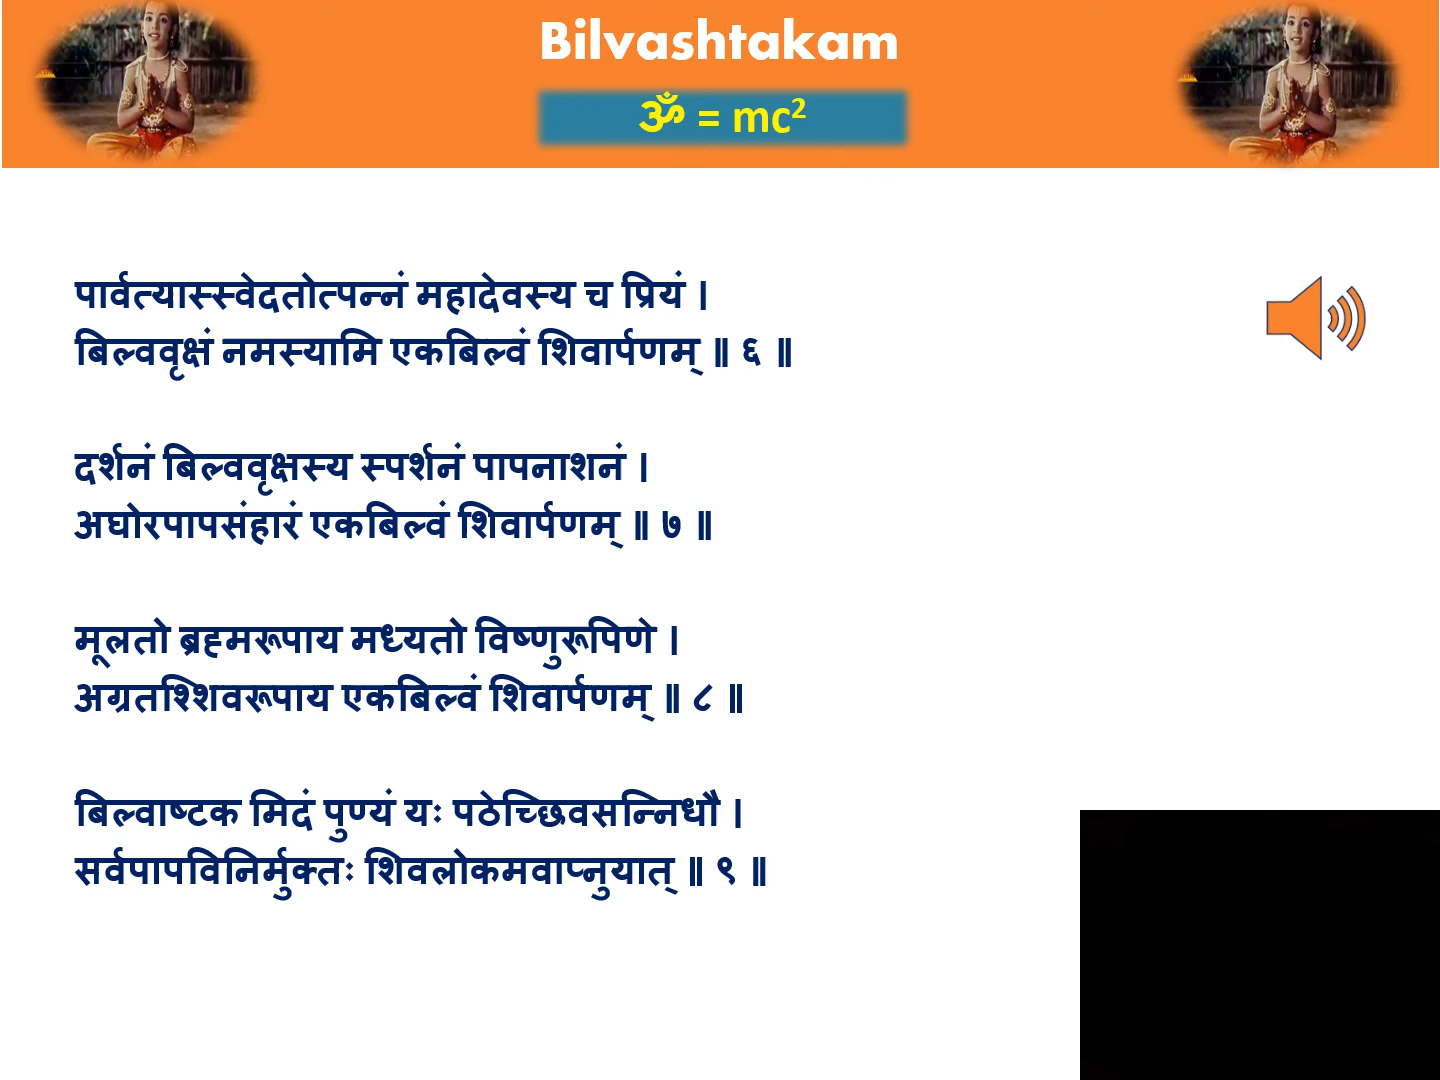 Bilvashtakam
ॐ = mc²
पार्वत्यास्स्वेदतोत्पन्नं महादेवस्य च प्रियं ।
बिल्ववृक्षं नमस्यामि एकबिल्वं शिवार्पणम् ॥ ६ ॥
दर्शनं बिल्ववृक्षस्य स्पर्शनं पापनाशनं ।
अघोरपापसंहारं एकबिल्वं शिवार्पणम् ॥ ७ ॥
मूलतो ब्रह्मरूपाय मध्यतो विष्णुरूपिणे ।
अग्रतश्शिवरूपाय एकबिल्वं शिवार्पणम् ॥ ८ ॥
बिल्वाष्टक मिदं पुण्यं यः पठेच्छिवसन्निधौ ।
सर्वपापविनिर्मुक्तः शिवलोकमवाप्नुयात् ॥ ९ ॥